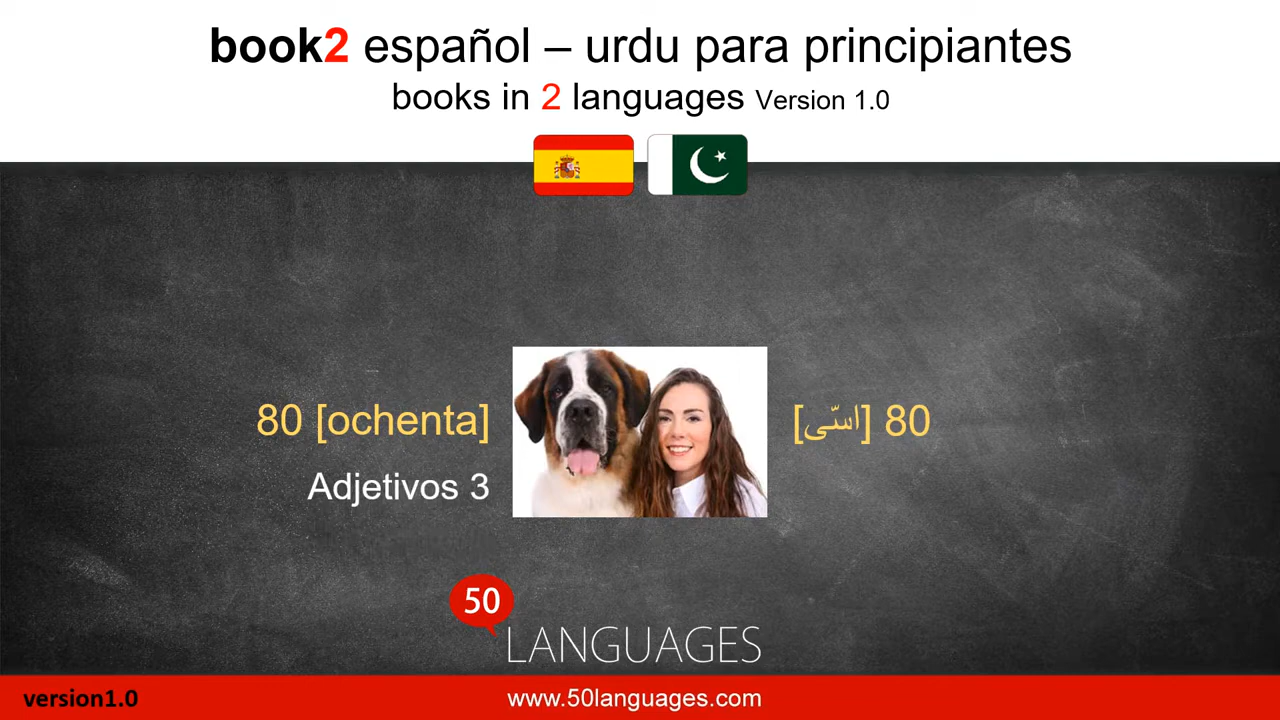 book2 español – urdu para principiantes
books in 2 languages Version 1.0
80 [ochenta]
80 [اسّی]
Adjetivos 3
50
LANGUAGES
version1.0
www.50languages.com